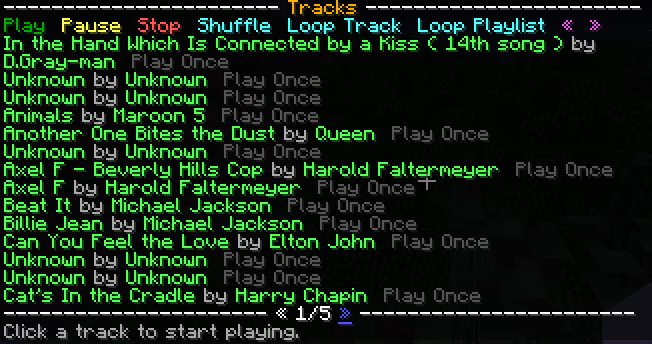 Tracks
Play Pause Stop Shuffle Loop Track Loop Playlist « »
In the Hand Which Is Connected by a Kiss ( 14th song ) by
D.Gray-man Play Once
Unknown by Unknown Play Once
Unknown by Unknown Play Once
Animals by Maroon 5 Play Once
Another One Bites the Dust by Queen Play Once
Unknown by Unknown Play Once
Axel F - Beverly Hills Cop by Harold Faltermeyer Play Once
Axel F by Harold Faltermeyer Play Once
Beat It by Michael Jackson Play Once
Billie Jean by Michael Jackson Play Once
Can You Feel the Love by Elton John Play Once
Unknown by Unknown Play Once
Unknown by Unknown Play Once
Cat's In the Cradle by Harry Chapin Play Once
« 1/5 »
Click a track to start playing.